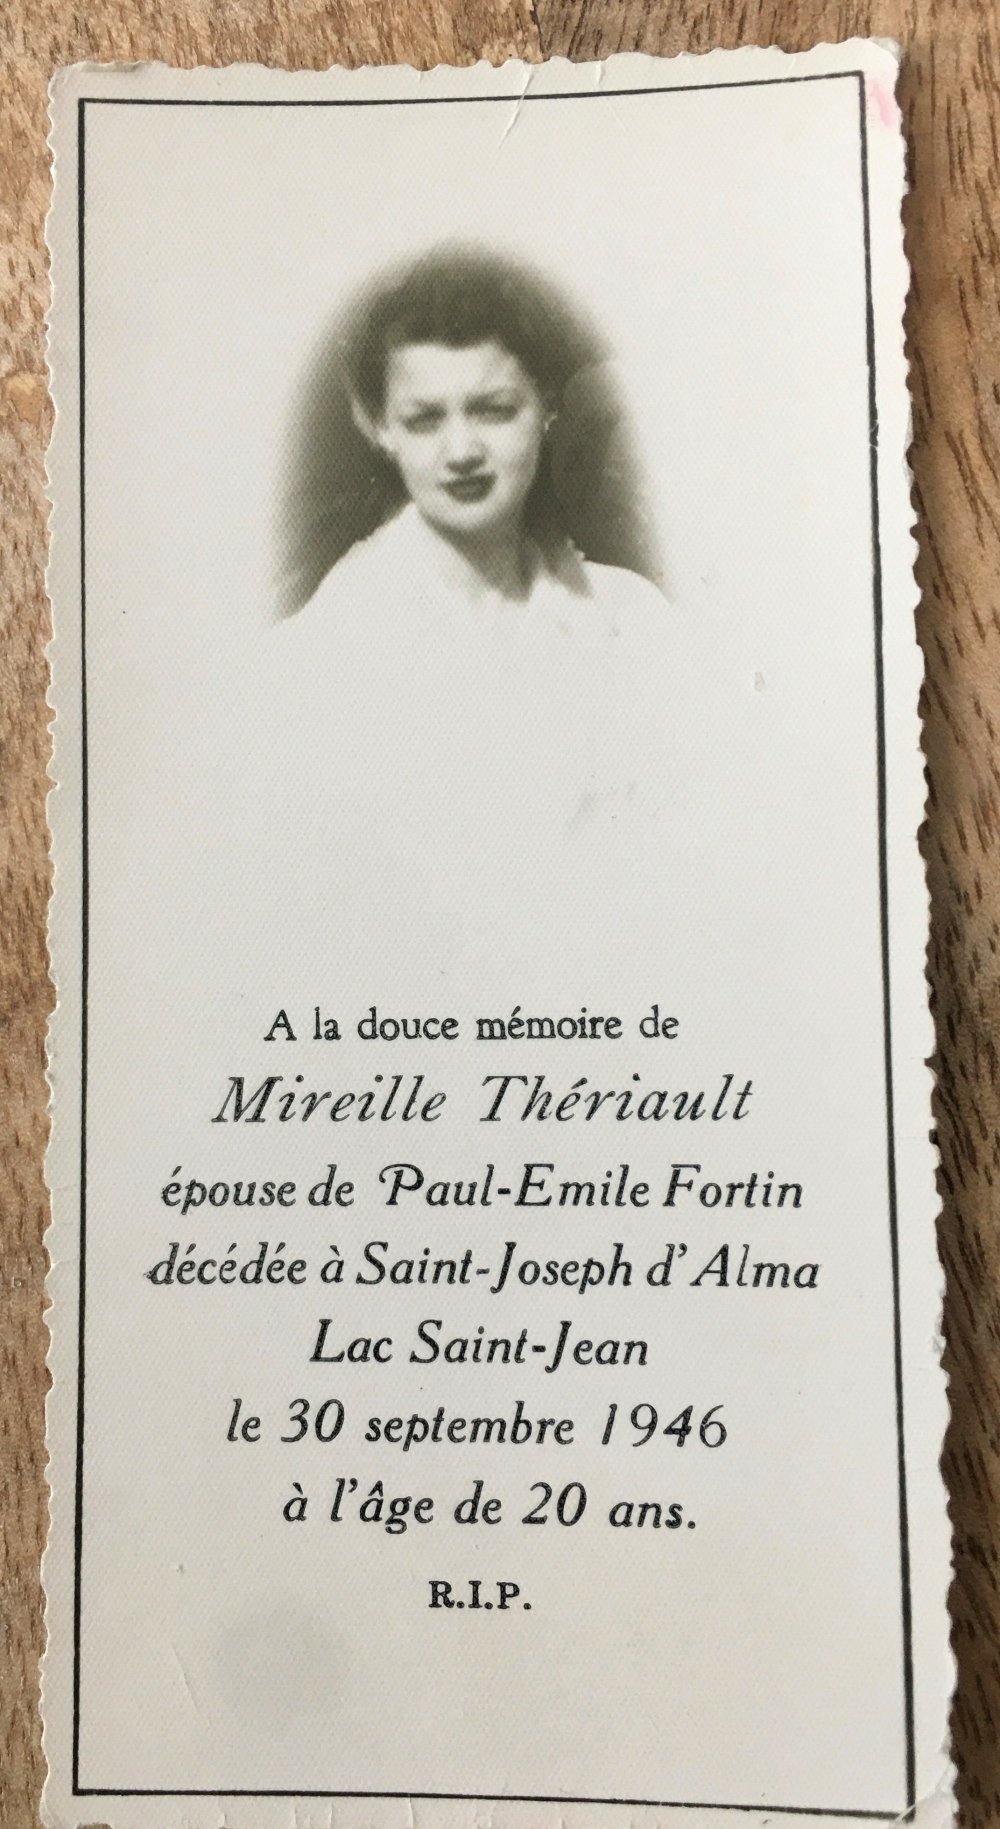 A la douce mémoire de
Mireille Thériault
épouse de Paul-Emile Fortin
décédée à Saint-Joseph d'Alma
Lac Saint-Jean
le 30 septembre 1946
à l'âge de 20 ans.
R.I.P.